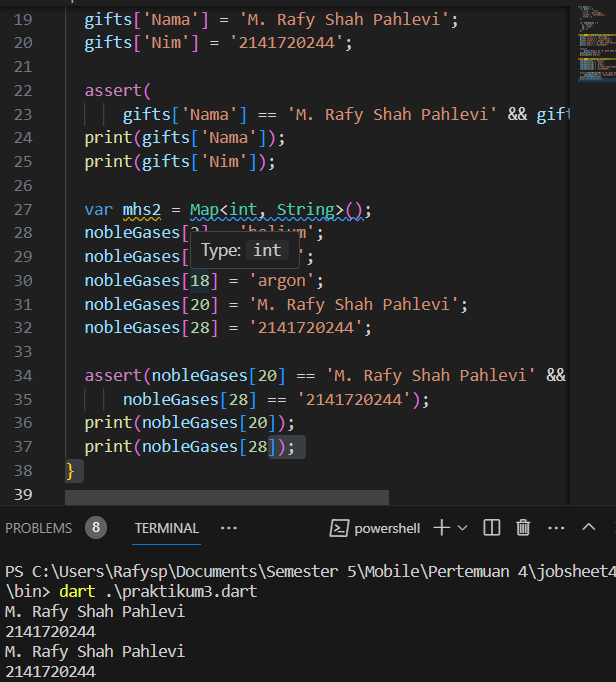 19 gifts['Nama'] = 'M. Rafy Shah Pahlevi';
20 gifts['Nim'] = '2141720244';
21
22 assert(
23 gifts['Nama'] == 'M. Rafy Shah Pahlevi' && gift
24 print(gifts['Nama']);
25 print(gifts['Nim']);
26
27 var mhs2 = Map<int, String>();
28 nobleGases[
Type: int
29 nobleGases[ ';
30 nobleGases[18] = 'argon';
31 nobleGases[20] = 'M. Rafy Shah Pahlevi';
32 nobleGases[28] = '2141720244';
33
34 assert(nobleGases[20] == 'M. Rafy Shah Pahlevi' &&
35 nobleGases[28] == '2141720244');
36 print(nobleGases[20]);
37 print(nobleGases[28]);
38 }
39
PROBLEMS 8 TERMINAL ... powershell
PS C:\Users\Rafysp\Documents\Semester 5\Mobile\Pertemuan 4\jobsheet4
\bin> dart .\praktikum3.dart
M. Rafy Shah Pahlevi
2141720244
M. Rafy Shah Pahlevi
2141720244